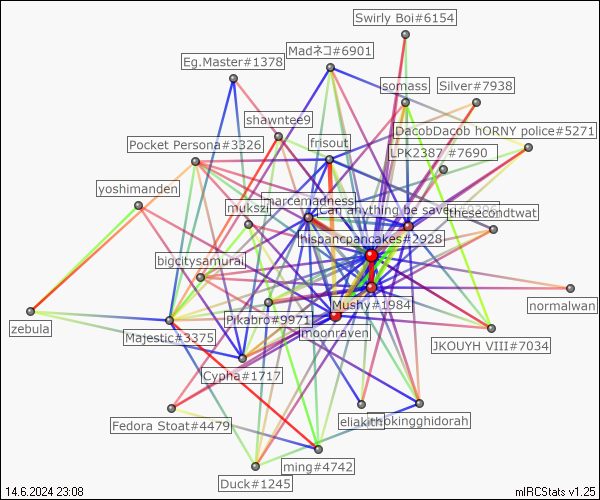 Swirly Boi#6154
Madネコ#6901
Eg.Master#1378
somass
Silver#7938
shawntee9
DacobDacob hORNY police#5271
Pocket Persona#3326
frisout
LPK2387 #7690
yoshimanden
marcemadness
mukszi
Can anything be saved
thesecondtwat
hispancpancakes#2928
bigcitysamurai
Mushy#1984
normalwan
Pikabro#9971
zebula
moonraven
Majestic#3375
JKOUYH VIII#7034
Cypha#1717
Fedora Stoat#4479
okingghidorah
ming#4742
Duck#1245
14.6.2024 23:08
mIRCStats v1.25